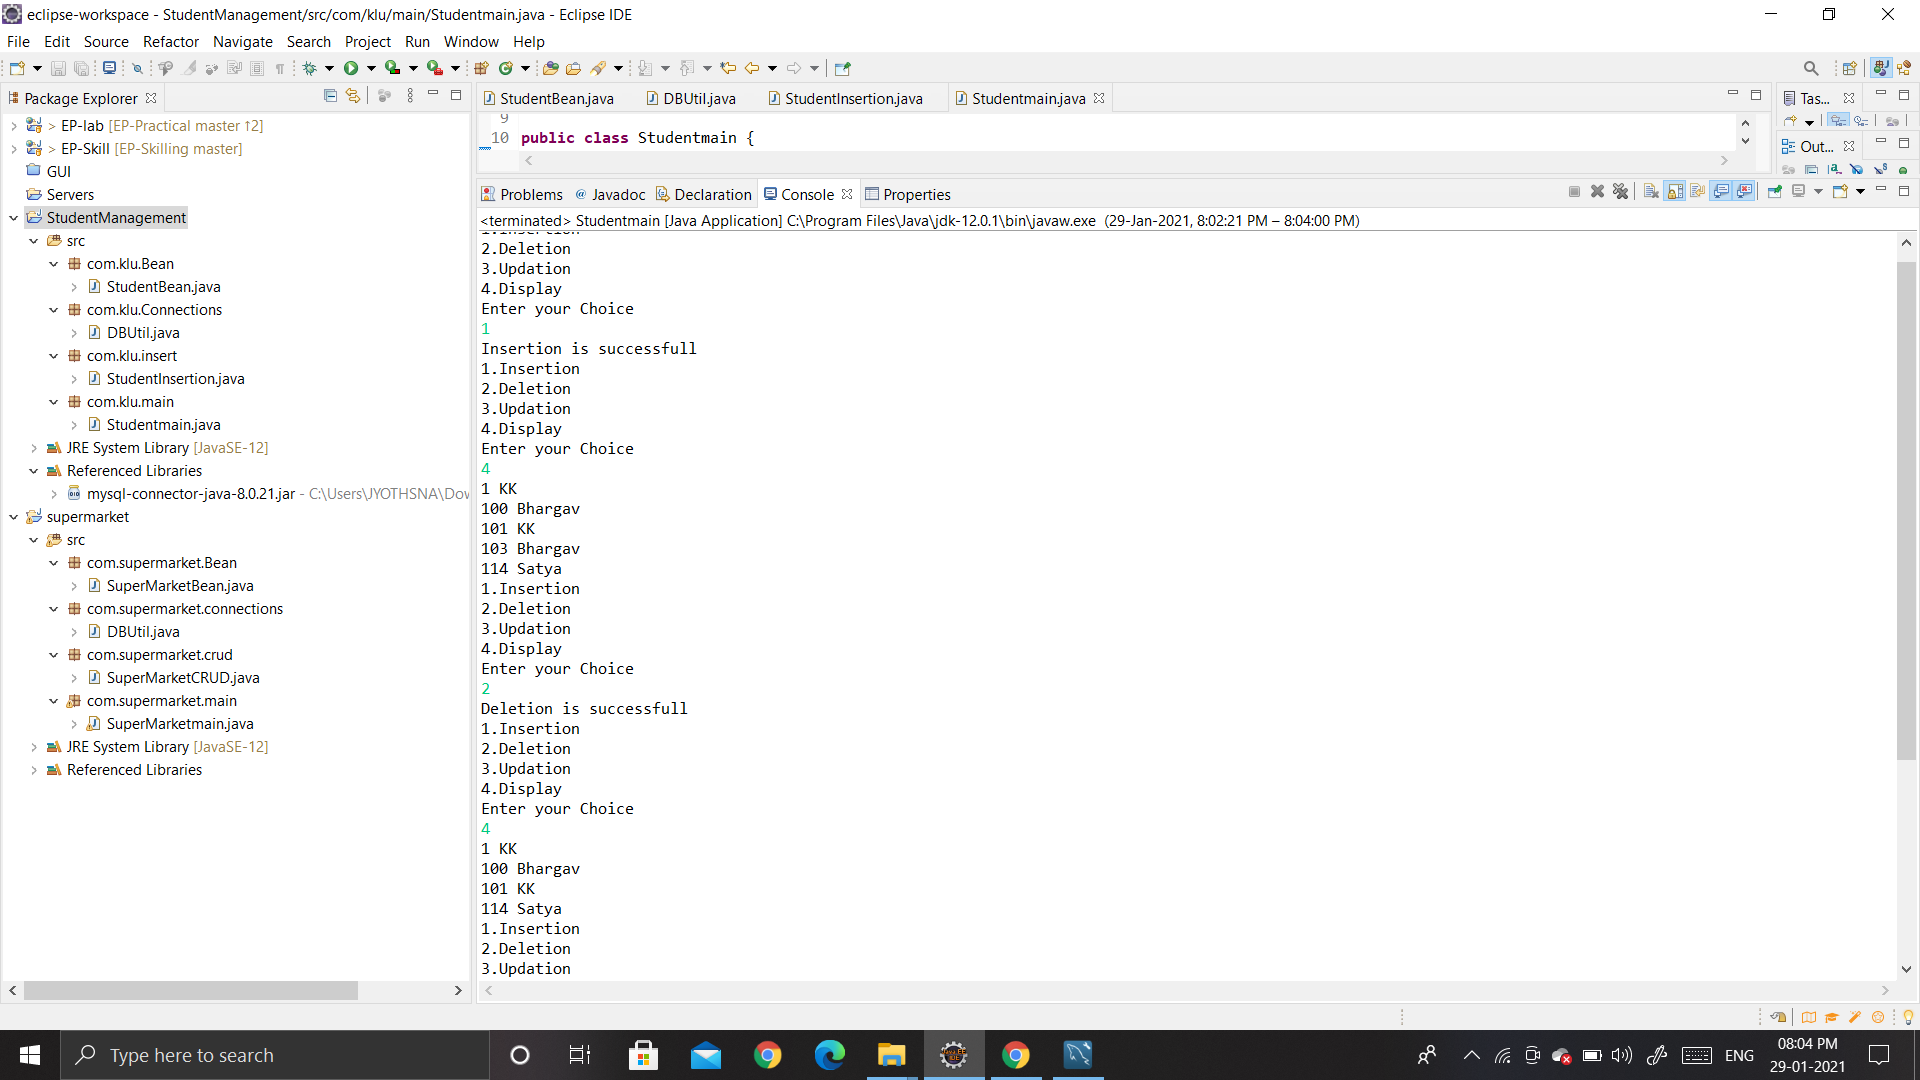 eclipse-workspace - StudentManagement/src/com/klu/main/Studentmain.java - Eclipse IDE
File Edit Source Refactor Navigate Search Project Run Window Help
Package Explorer
> EP-lab [EP-Practical master ↑2]
> EP-Skill [EP-Skilling master]
GUI
Servers
StudentManagement
src
com.klu.Bean
StudentBean.java
com.klu.Connections
DBUtil.java
com.klu.insert
StudentInsertion.java
com.klu.main
Studentmain.java
JRE System Library [JavaSE-12]
Referenced Libraries
mysql-connector-java-8.0.21.jar - C:\Users\JYOTHSNA\Dov
supermarket
src
com.supermarket.Bean
SuperMarketBean.java
com.supermarket.connections
DBUtil.java
com.supermarket.crud
SuperMarketCRUD.java
com.supermarket.main
SuperMarketmain.java
JRE System Library [JavaSE-12]
Referenced Libraries
StudentBean.java DBUtil.java StudentInsertion.java Studentmain.java
9
10 public class Studentmain {
Tas...
Out...
Problems Javadoc Declaration Console Properties
<terminated> Studentmain [Java Application] C:\Program Files\Java\jdk-12.0.1\bin\javaw.exe (29-Jan-2021, 8:02:21 PM – 8:04:00 PM)
1.Insertion
2.Deletion
3.Updation
4.Display
Enter your Choice
1
Insertion is successfull
1.Insertion
2.Deletion
3.Updation
4.Display
Enter your Choice
4
1 KK
100 Bhargav
101 KK
103 Bhargav
114 Satya
1.Insertion
2.Deletion
3.Updation
4.Display
Enter your Choice
2
Deletion is successfull
1.Insertion
2.Deletion
3.Updation
4.Display
Enter your Choice
4
1 KK
100 Bhargav
101 KK
114 Satya
1.Insertion
2.Deletion
3.Updation
Type here to search
ENG
08:04 PM
29-01-2021